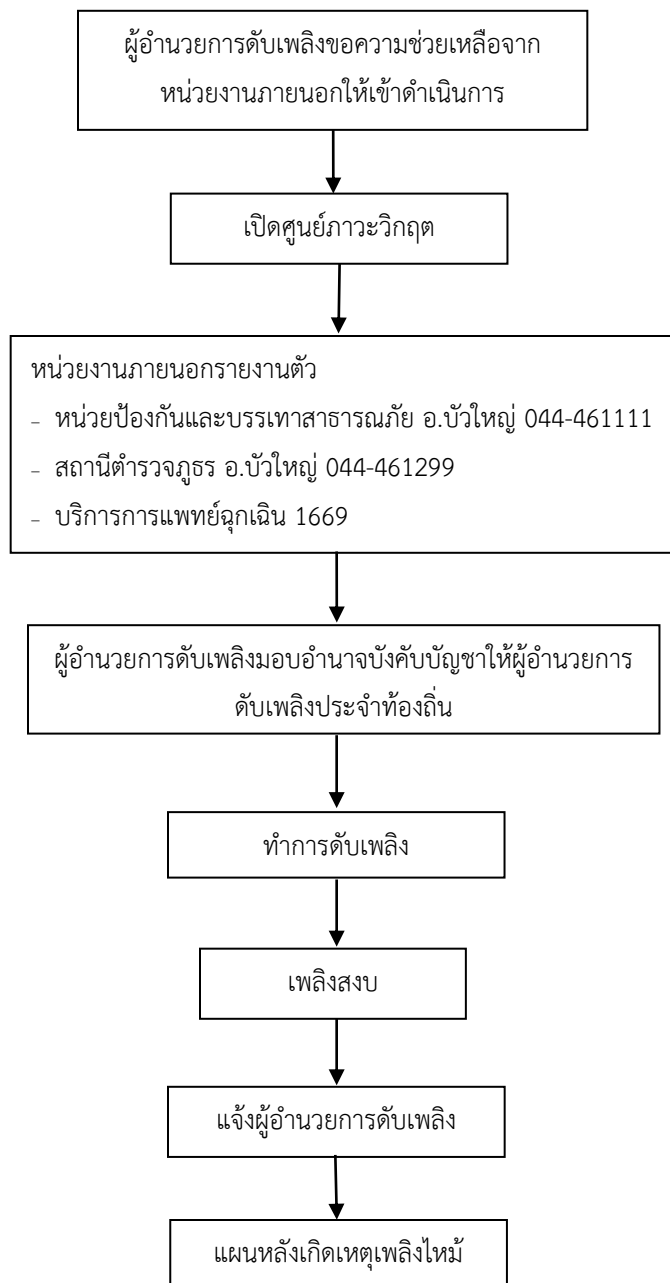 ผู้อำนวยการดับเพลิงขอความช่วยเหลือจาก
หน่วยงานภายนอกให้เข้าดำเนินการ
เปิดศูนย์ภาวะวิกฤต
หน่วยงานภายนอกรายงานตัว
- หน่วยป้องกันและบรรเทาสาธารณภัย อ.บัวใหญ่ 044-461111
- สถานีตำรวจภูธร อ.บัวใหญ่ 044-461299
- บริการการแพทย์ฉุกเฉิน 1669
ผู้อำนวยการดับเพลิงมอบอำนาจบังคับบัญชาให้ผู้อำนวยการ
ดับเพลิงประจำท้องถิ่น
ทำการดับเพลิง
เพลิงสงบ
แจ้งผู้อำนวยการดับเพลิง
แผนหลังเกิดเหตุเพลิงไหม้